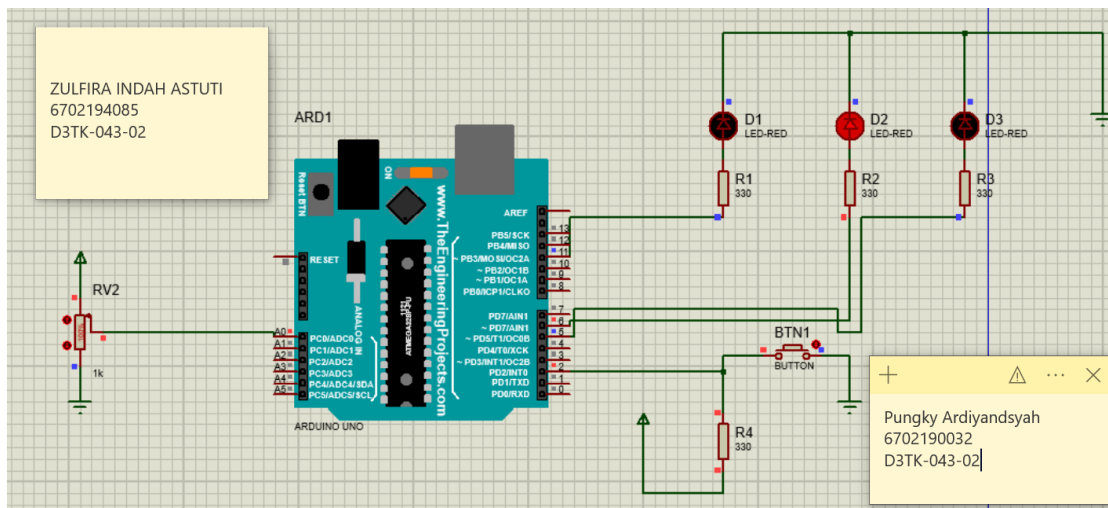 ZULFIRA INDAH ASTUTI
6702194085
D3TK-043-02
ARD1
ON
Reset BTN
www.TheEngineeringProjects.com
ANALOG IN
ATMEGA328P-PU
1121
RESET
AREF
PB5/SCK
PB4/MISO
~ PB3/MOSI/OC2A
~ PB2/OC1B
~ PB1/OC1A
PB0/ICP1/CLKO
PD7/AIN1
~ PD7/AIN1
~ PD5/T1/OC0B
PD4/T0/XCK
~ PD3/INT1/OC2B
PD2/INT0
PD1/TXD
PD0/RXD
13
12
11
10
9
8
7
6
5
4
3
2
1
0
A0
A1
A2
A3
A4
A5
PC0/ADC0
PC1/ADC1
PC2/ADC2
PC3/ADC3
PC4/ADC4/SDA
PC5/ADC5/SCL
ARDUINO UNO
RV2
100%
1k
D1
LED-RED
D2
LED-RED
D3
LED-RED
R1
330
R2
330
R3
330
BTN1
BUTTON
R4
330
Pungky Ardiyandsyah
6702190032
D3TK-043-02